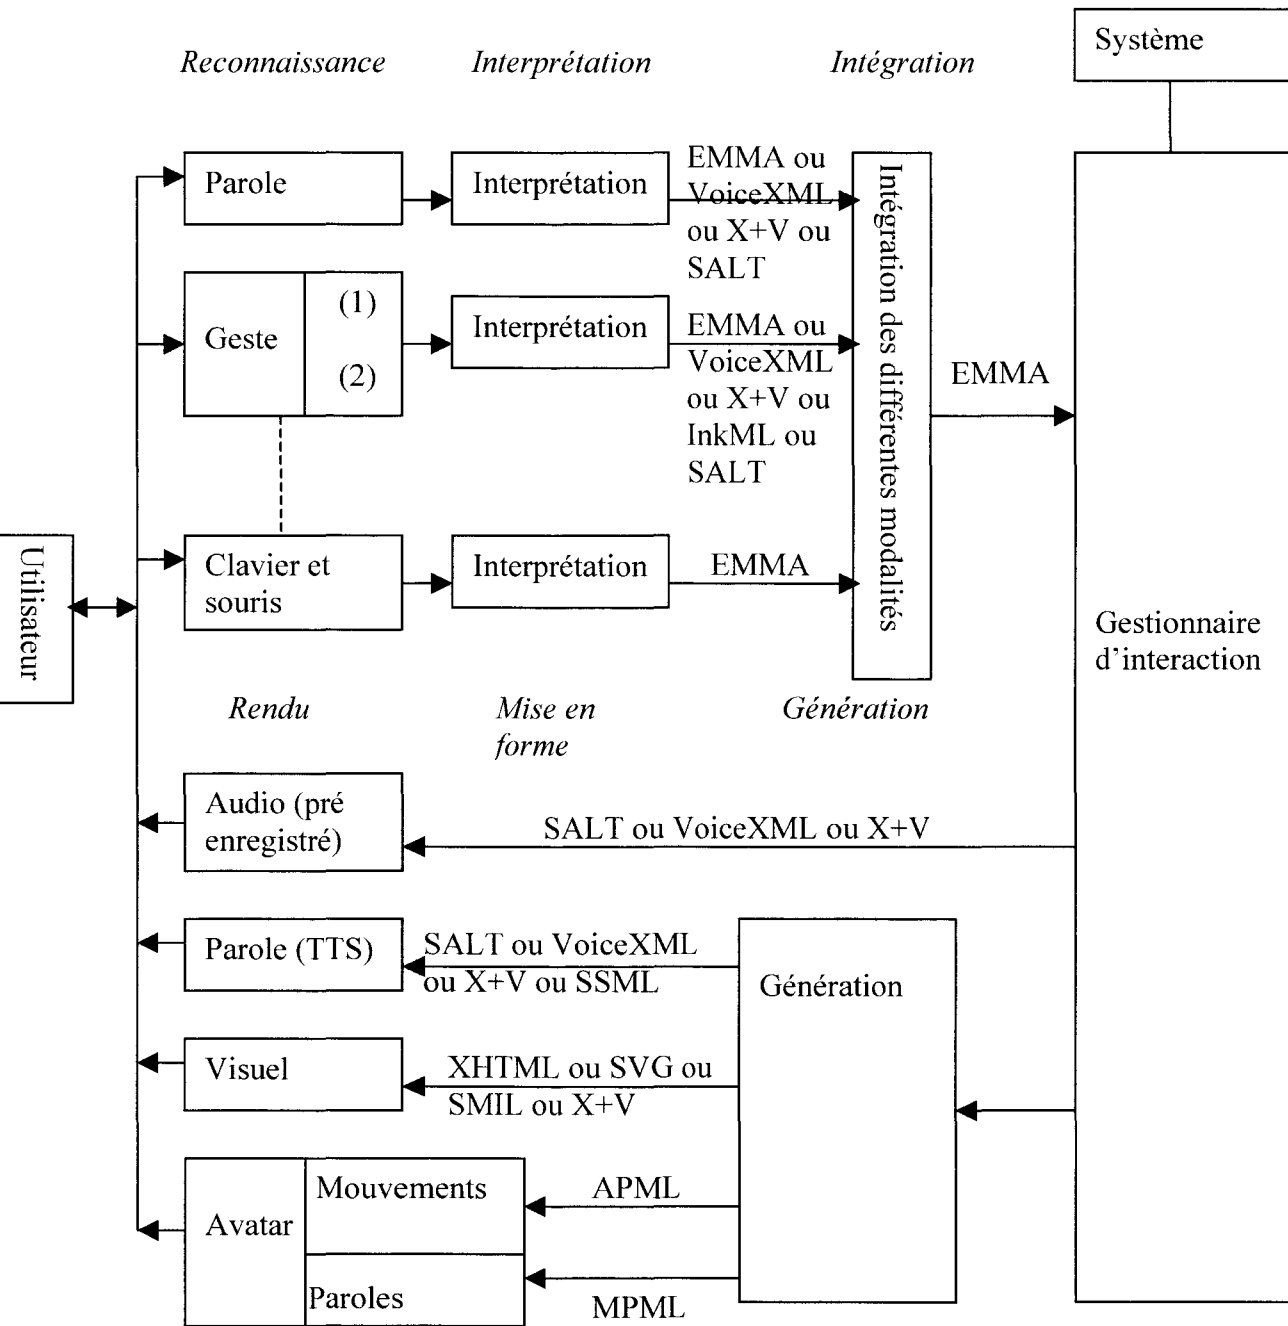 Système
Reconnaissance
Interprétation
Intégration
Parole
Interprétation
EMMA ou
VoiceXML
ou X+V ou
SALT
Intégration des différentes modalités
Geste
(1)
(2)
Interprétation
EMMA ou
VoiceXML
ou X+V ou
InkML ou
SALT
EMMA
Utilisateur
Clavier et
souris
Interprétation
EMMA
Gestionnaire
d'interaction
Rendu
Mise en
forme
Génération
Audio (pré
enregistré)
SALT ou VoiceXML ou X+V
Parole (TTS)
SALT ou VoiceXML
ou X+V ou SSML
Génération
Visuel
XHTML ou SVG ou
SMIL ou X+V
Avatar
Mouvements
APML
Paroles
MPML